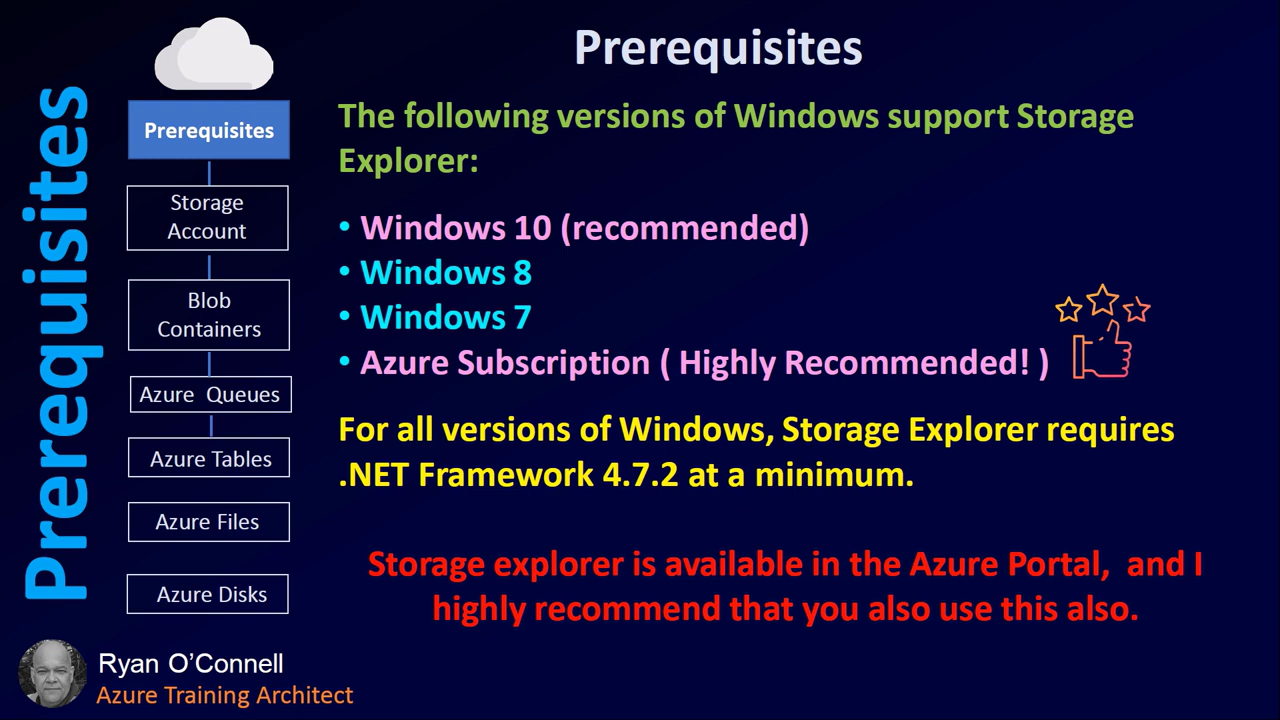 Prerequisites
Prerequisites
Prerequisites
Storage
Account
Blob
Containers
Azure Queues
Azure Tables
Azure Files
Azure Disks
The following versions of Windows support Storage
Explorer:
• Windows 10 (recommended)
• Windows 8
• Windows 7
• Azure Subscription ( Highly Recommended! )
For all versions of Windows, Storage Explorer requires
.NET Framework 4.7.2 at a minimum.
Storage explorer is available in the Azure Portal, and I
highly recommend that you also use this also.
Ryan O’Connell
Azure Training Architect